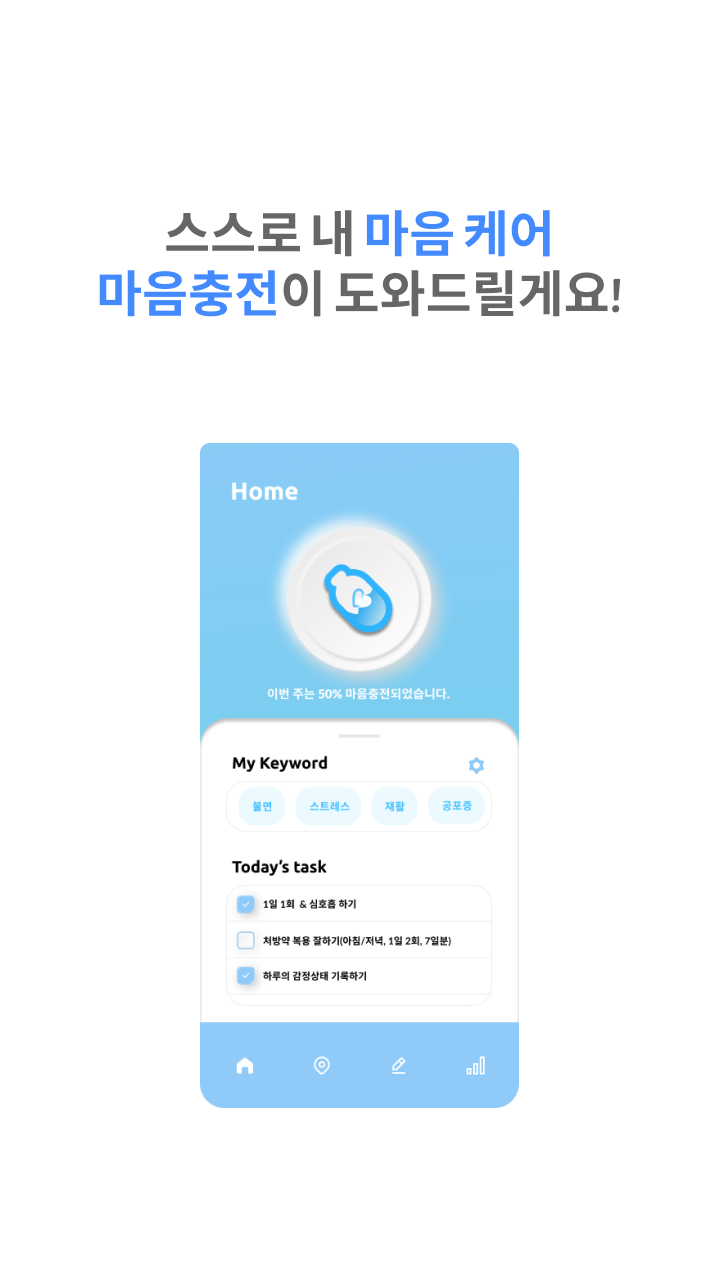 스스로 내 마음 케어
마음충전이 도와드릴게요!
Home
이번 주는 50% 마음충전되었습니다.
My Keyword
불면 스트레스 재활 공포중
Today's task
1일 1회 & 심호흡 하기
처방약 복용 잘하기(아침/저녁, 1일 2회, 7일분)
하루의 감정상태 기록하기